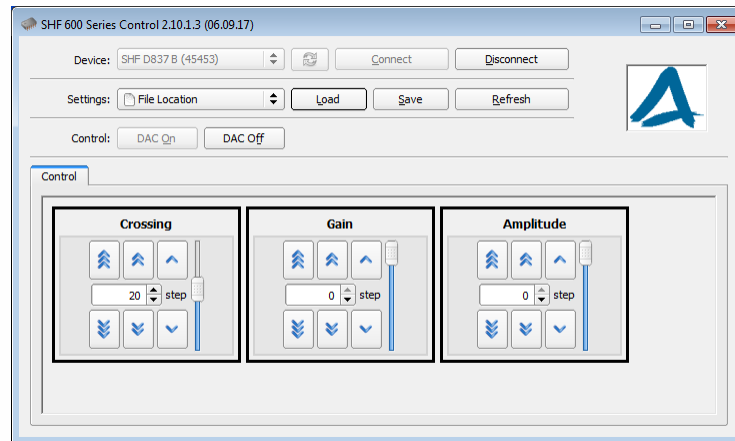 SHF 600 Series Control 2.10.1.3 (06.09.17)
Device: SHF D837 B (45453) Connect Disconnect
Settings: File Location Load Save Refresh
Control: DAC On DAC Off
Control
Crossing Gain Amplitude
20 step 0 step 0 step